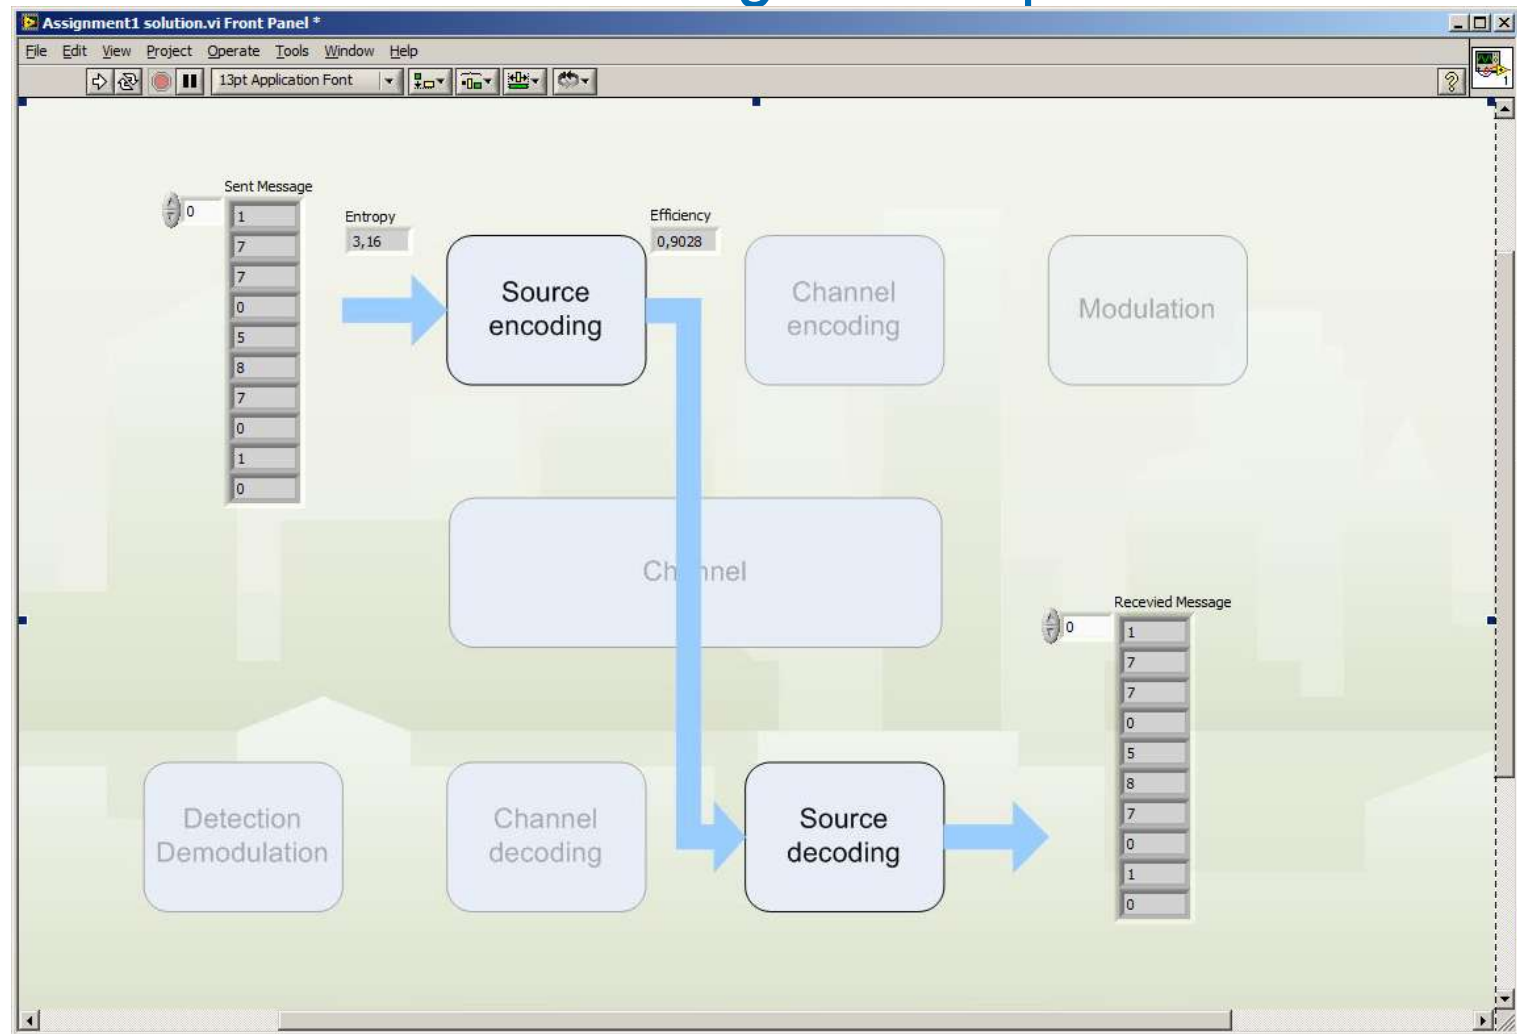 Assignment1 solution.vi Front Panel *
File Edit View Project Operate Tools Window Help
13pt Application Font
1
Sent Message
0
1
7
7
0
5
8
7
0
1
0
Entropy
3,16
Efficiency
0,9028
Source
encoding
Channel
encoding
Modulation
Channel
Recevied Message
0
1
7
7
0
5
8
7
0
1
0
Detection
Demodulation
Channel
decoding
Source
decoding